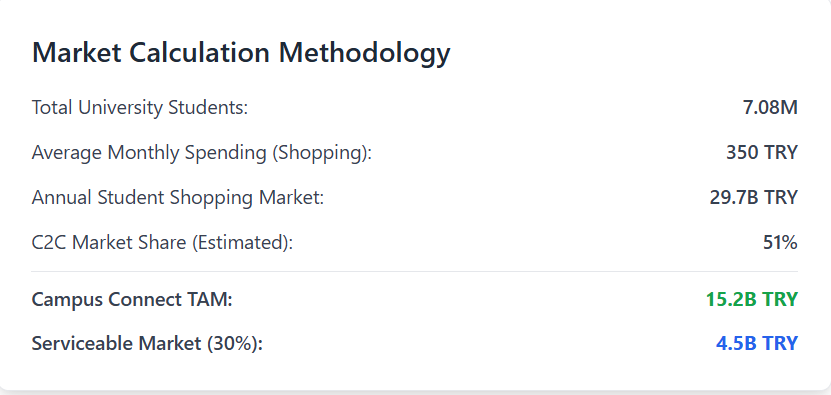 Market Calculation Methodology
Total University Students: 7.08M
Average Monthly Spending (Shopping): 350 TRY
Annual Student Shopping Market: 29.7B TRY
C2C Market Share (Estimated): 51%
Campus Connect TAM: 15.2B TRY
Serviceable Market (30%): 4.5B TRY